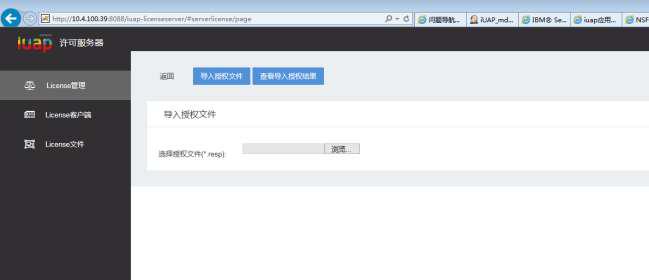 http://10.4.100.39:8088/iuap-licenseserver/#serverlicense/page
问题导航...
iUAP_md...
IBM® Se...
iuap应用...
NSF
iuap 许可服务器
License管理
License客户端
License文件
返回 导入授权文件 查看导入授权结果
导入授权文件
选择授权文件(*.resp): 浏览...